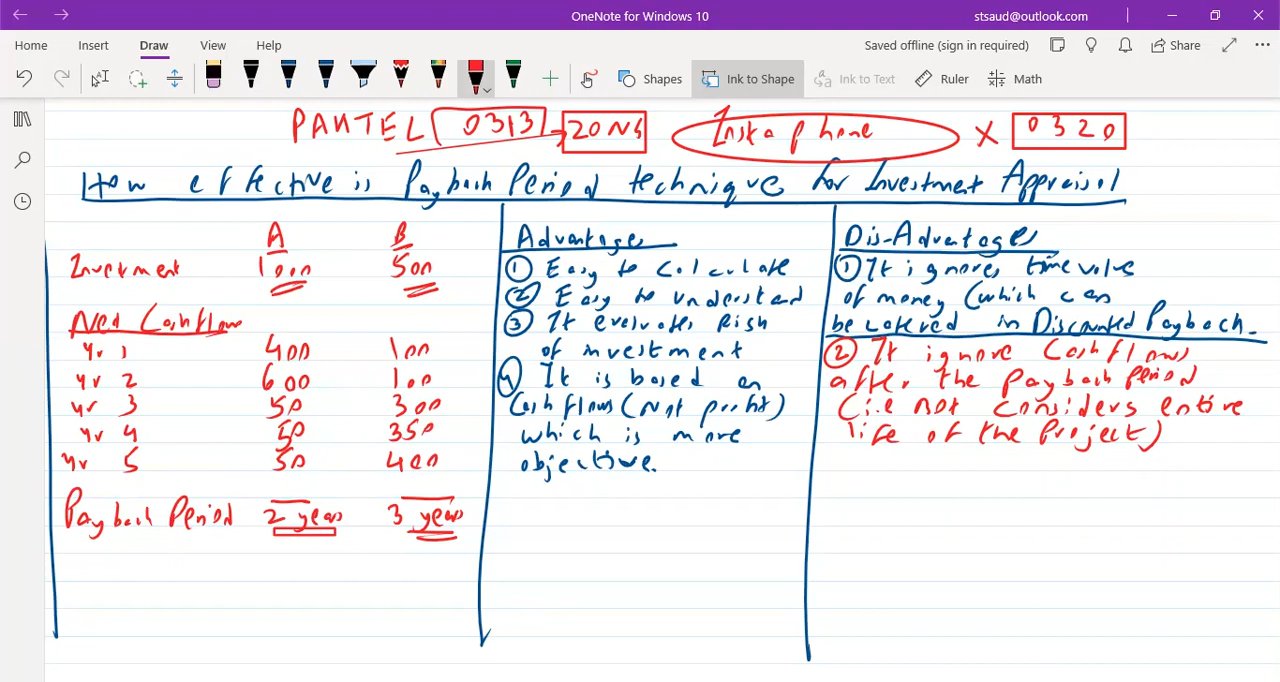 OneNote for Windows 10
stsaud@outlook.com
Home Insert Draw View Help
Saved offline (sign in required) Share
Shapes Ink to Shape Ink to Text Ruler Math
PAKTEL 0313 20 Instaphone X 0320
How effective is Payback Period technique for Investment Appraisal
A B
Investment 1000 500
Net Cashflow
Yr 1 400 100
Yr 2 600 100
Yr 3 50 300
Yr 4 50 350
Yr 5 50 400
Payback Period 2 years 3 years
Advantages
① Easy to calculate
② Easy to understand
③ It evaluates Risk
of investment
④ It is based on
Cashflows (Not profit)
which is more
objective.
Dis-Advantages
① It ignores time value
of money (which can
be catered in Discounted Payback.
② It ignore Cashflows
after the Payback Period
(i.e not considers entire
life of the Project)